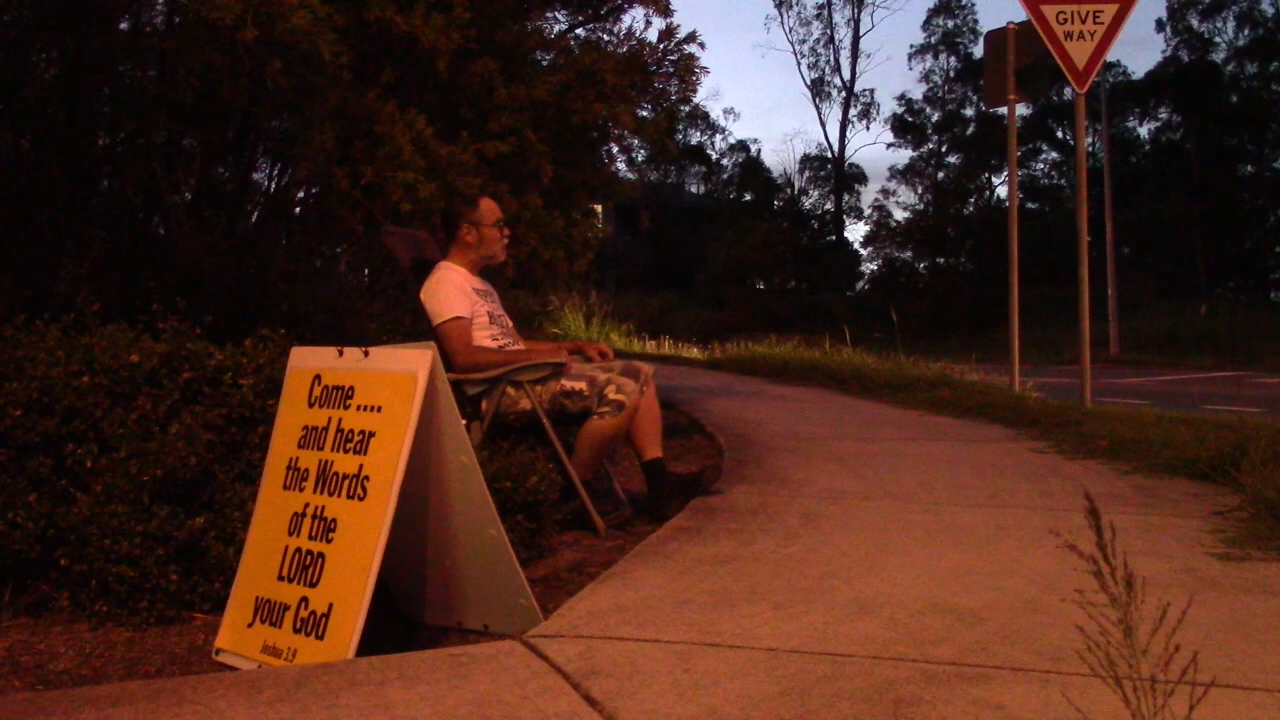 GIVE
WAY
Come....
and hear
the Words
of the
LORD
your God
Joshua 3.9